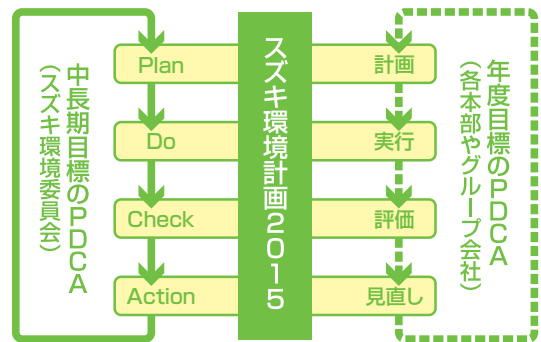 中長期目標のPDCA
（スズキ環境委員会）
Plan
Do
Check
Action
スズキ環境計画2015
計画
実行
評価
見直し
年度目標のPDCA
（各本部やグループ会社）